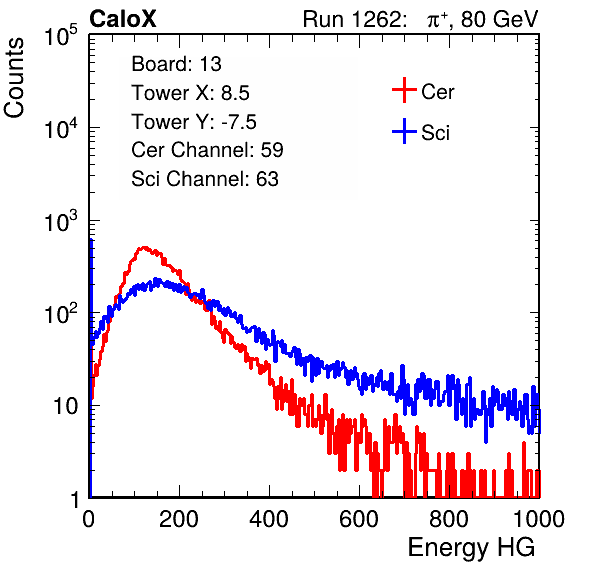 CaloX Run 1262: π⁺, 80 GeV
Counts
Board: 13
Tower X: 8.5
Tower Y: -7.5
Cer Channel: 59
Sci Channel: 63
Cer
Sci
10⁵
10⁴
10³
10²
10
1
0 200 400 600 800 1000
Energy HG